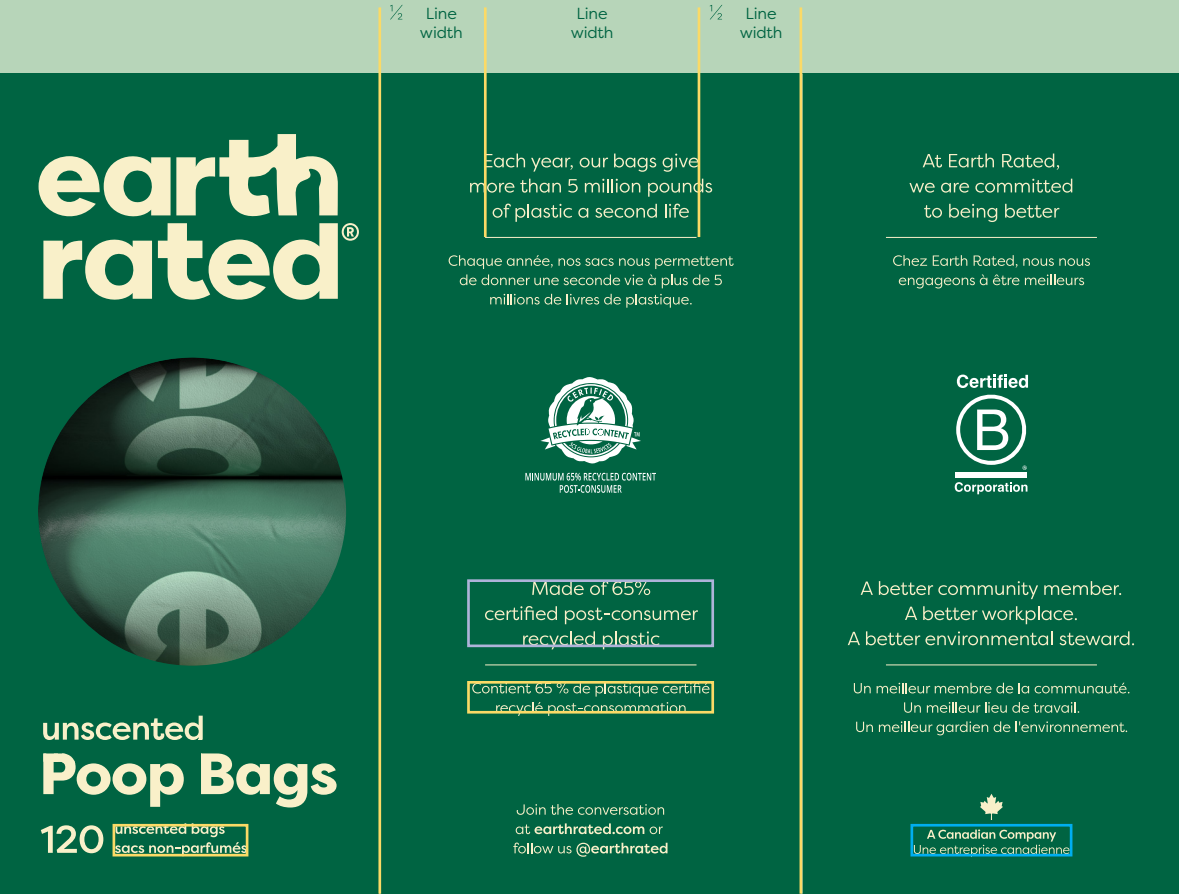 ½ Line width
Line width
½ Line width
earth
rated®
unscented
Poop Bags
120 unscented bags
sacs non-parfumés
Each year, our bags give
more than 5 million pounds
of plastic a second life
Chaque année, nos sacs nous permettent
de donner une seconde vie à plus de 5
millions de livres de plastique.
CERTIFIED
RECYCLED CONTENT™
SCS GLOBAL SERVICES
MINIMUM 65% RECYCLED CONTENT
POST-CONSUMER
Made of 65%
certified post-consumer
recycled plastic
Contient 65 % de plastique certifié
recyclé post-consommation
Join the conversation
at earthrated.com or
follow us @earthrated
At Earth Rated,
we are committed
to being better
Chez Earth Rated, nous nous
engageons à être meilleurs
Certified
B
®
Corporation
A better community member.
A better workplace.
A better environmental steward.
Un meilleur membre de la communauté.
Un meilleur lieu de travail.
Un meilleur gardien de l'environnement.
A Canadian Company
Une entreprise canadienne